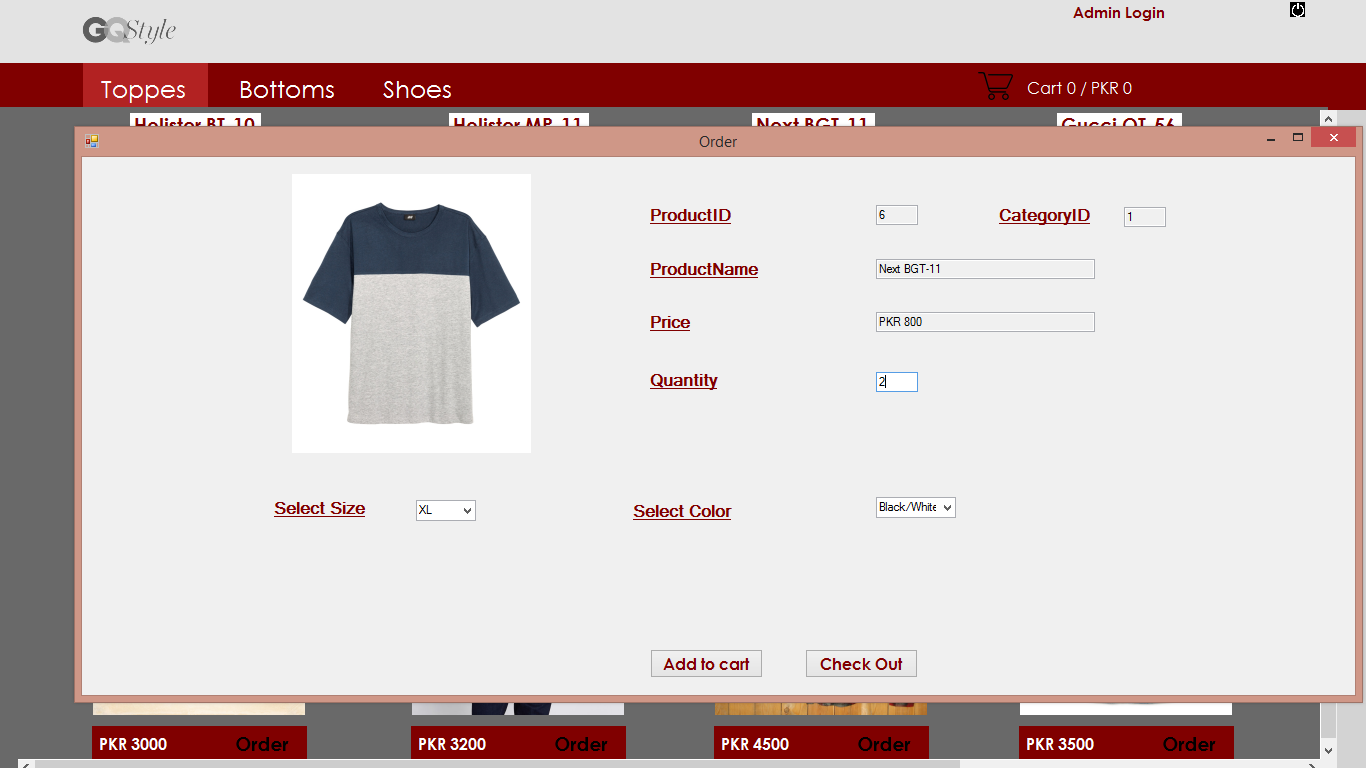 GQStyle
Admin Login
Toppes
Bottoms
Shoes
Cart 0 / PKR 0
Holister BT-10
Holister MP-11
Next BGT-11
Gucci OT-56
Order
ProductID
6
CategoryID
1
ProductName
Next BGT-11
Price
PKR 800
Quantity
2
Select Size
XL
Select Color
Black/White
Add to cart
Check Out
PKR 3000 Order
PKR 3200 Order
PKR 4500 Order
PKR 3500 Order